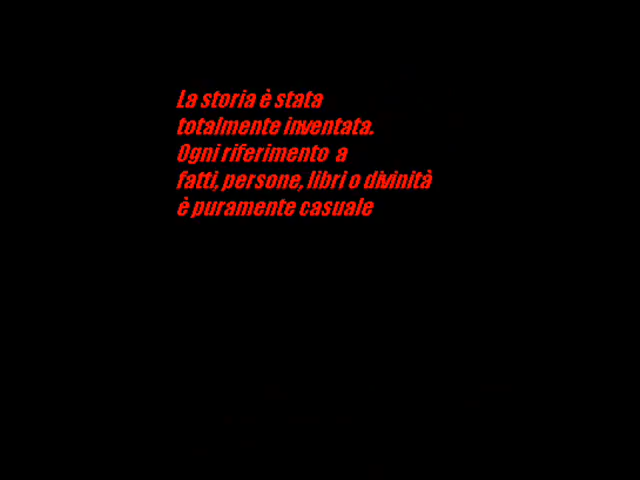 La storia è stata
totalmente inventata.
Ogni riferimento a
fatti, persone, libri o divinità
è puramente casuale